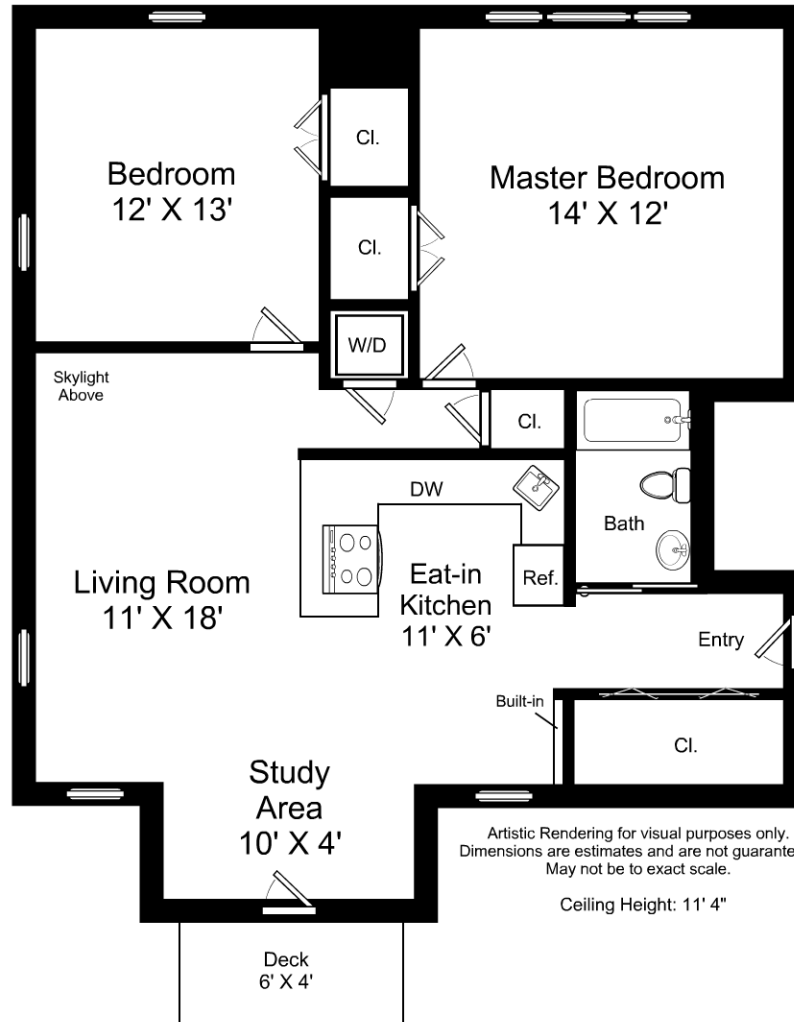 Bedroom
12' X 13'
Cl.
Master Bedroom
14' X 12'
Cl.
W/D
Skylight
Above
Cl.
DW
Bath
Living Room
11' X 18'
Eat-in
Kitchen
11' X 6'
Ref.
Entry
Built-in
Cl.
Study
Area
10' X 4'
Artistic Rendering for visual purposes only.
Dimensions are estimates and are not guarante
May not be to exact scale.
Ceiling Height: 11' 4"
Deck
6' X 4'